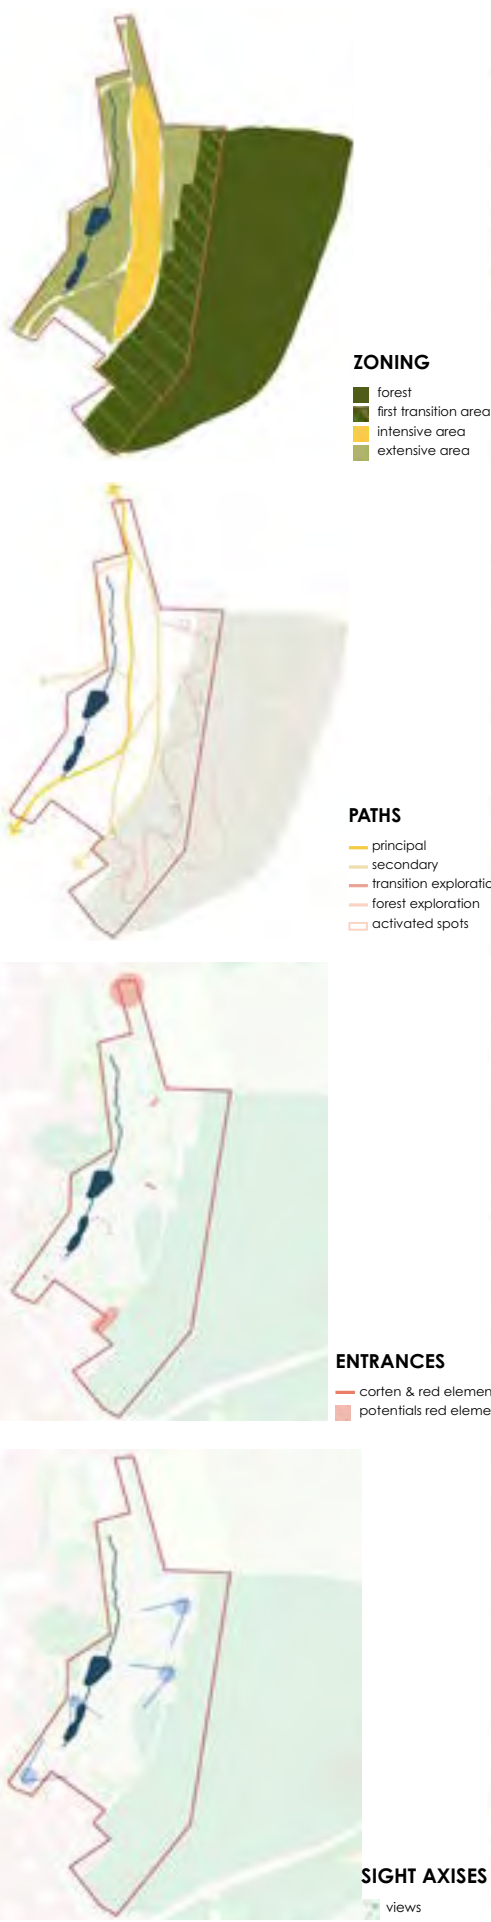 ZONING
forest
first transition area
intensive area
extensive area
PATHS
principal
secondary
transition exploratio
forest exploration
activated spots
ENTRANCES
corten & red elemen
potentials red eleme
SIGHT AXISES
views